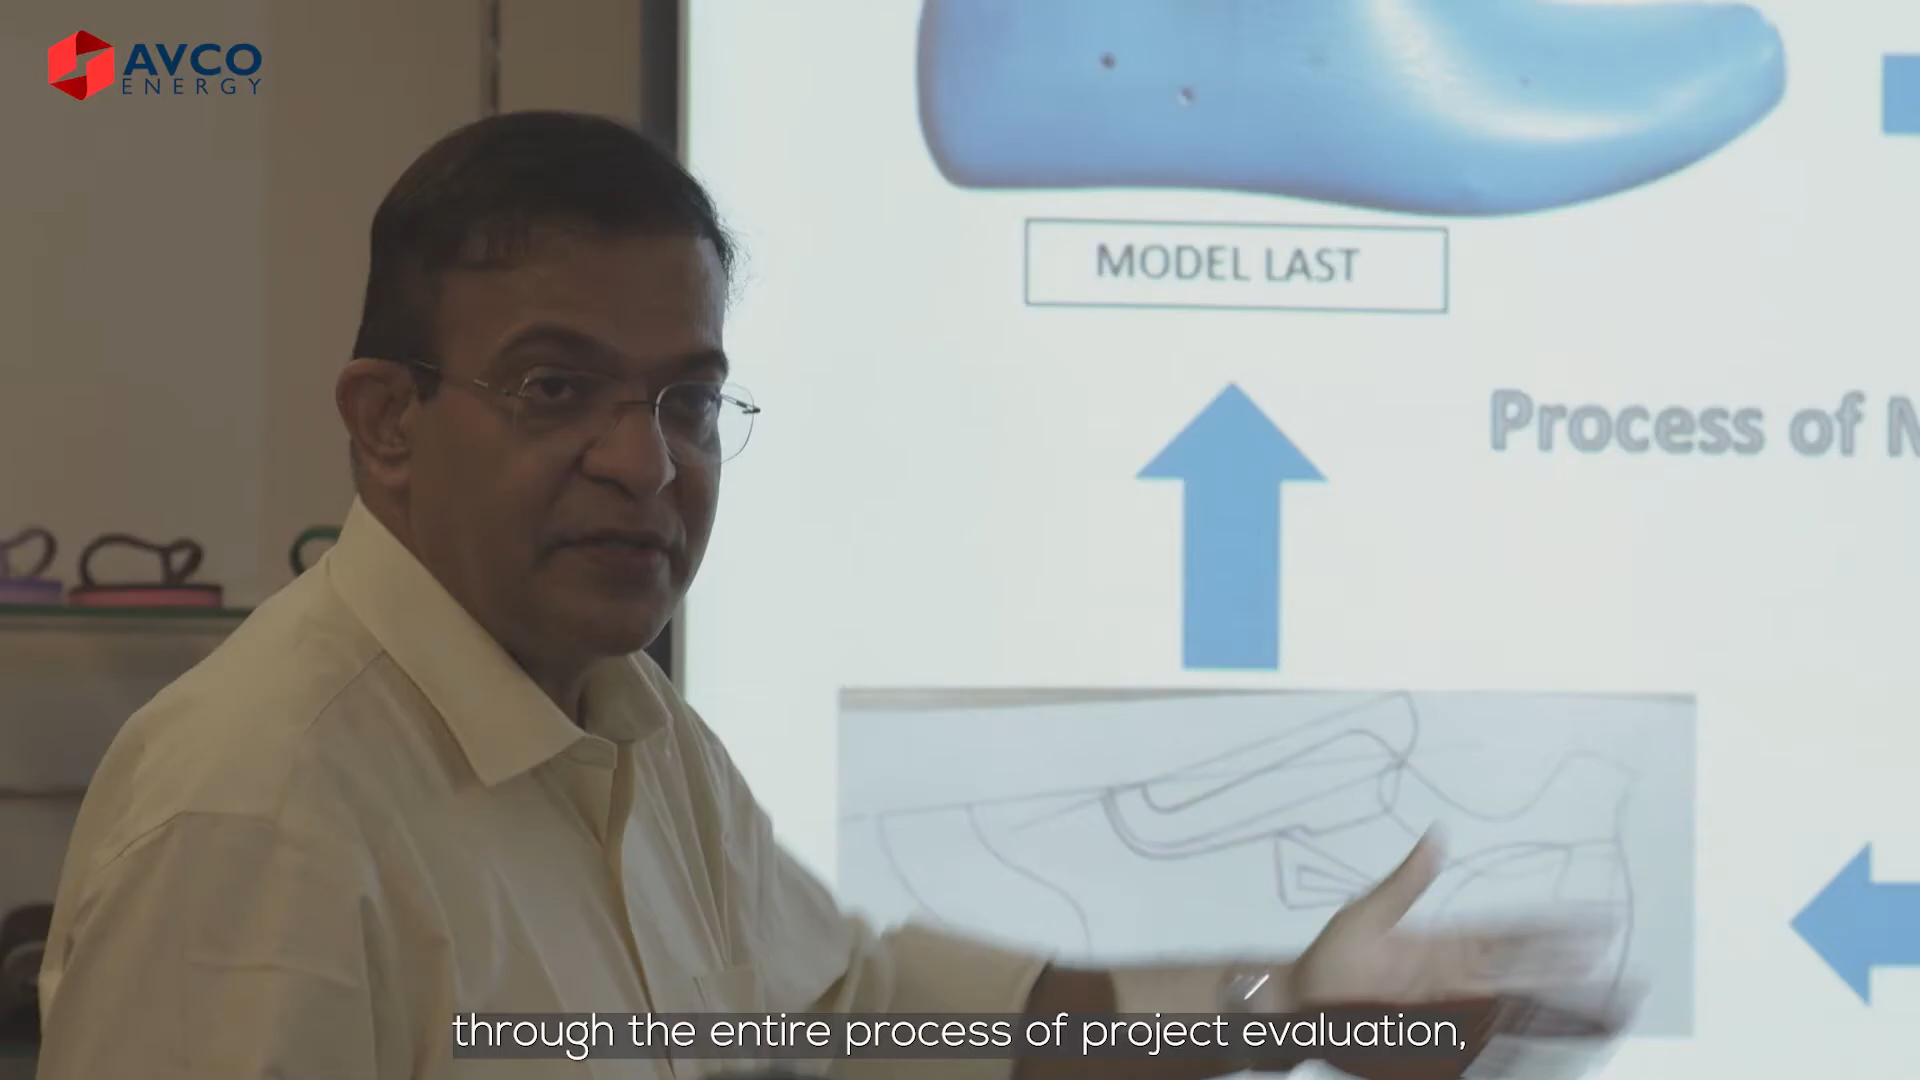 AVCO
ENERGY
MODEL LAST
Process of
through the entire process of project evaluation,